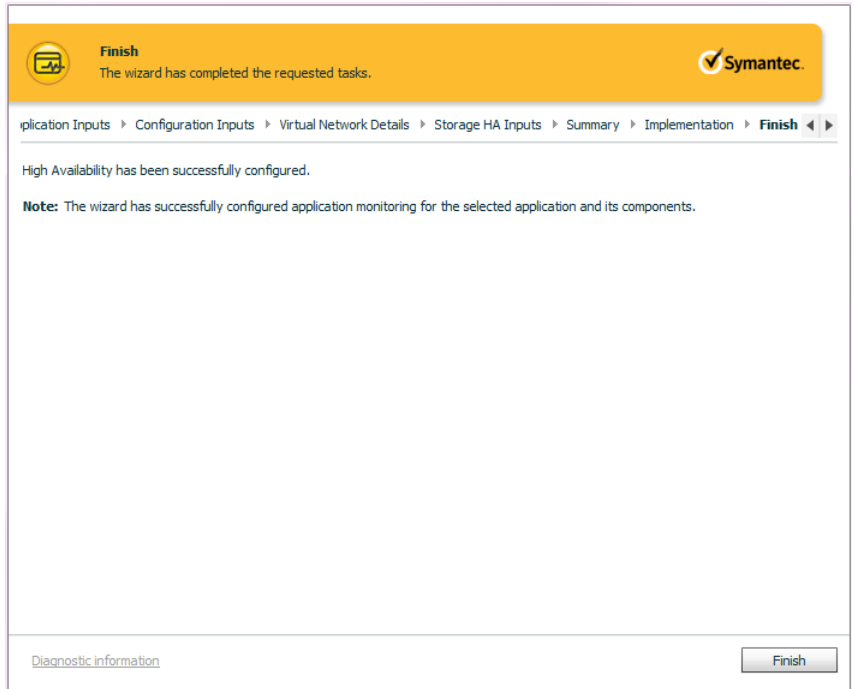 Finish
The wizard has completed the requested tasks.
Symantec.
plication Inputs Configuration Inputs Virtual Network Details Storage HA Inputs Summary Implementation Finish
High Availability has been successfully configured.
Note: The wizard has successfully configured application monitoring for the selected application and its components.
Diagnostic information
Finish